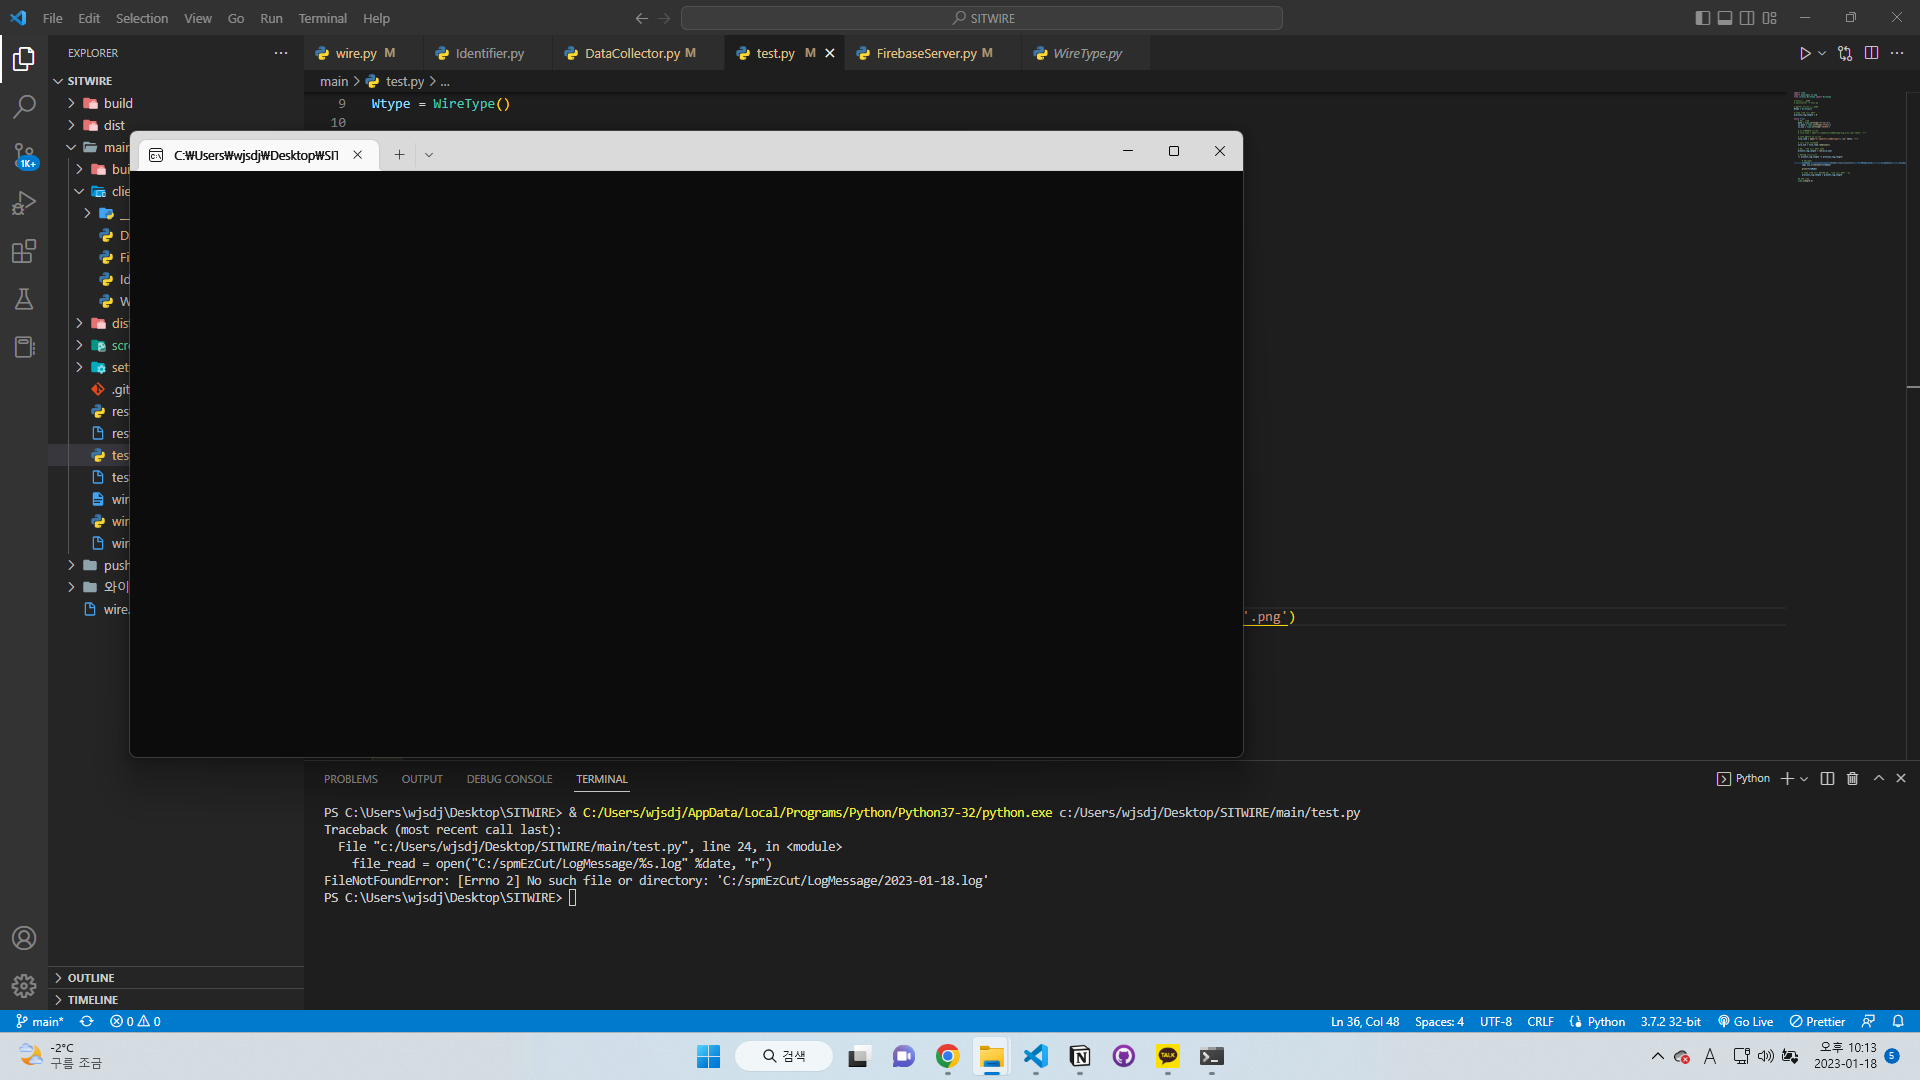 File Edit Selection View Go Run Terminal Help
SITWIRE
EXPLORER
wire.py M
Identifier.py
DataCollector.py M
test.py M
FirebaseServer.py M
WireType.py
SITWIRE
main > test.py > ...
build
9 Wtype = WireType()
dist
10
main
C:₩Users₩wjsdj₩Desktop₩SIT
bu
clie
__
D
Fi
Id
W
dis
scre
set
.git
res
res
tes
tes
wir
wir
wir
push
와이
wire.
'.png')
1K+
PROBLEMS OUTPUT DEBUG CONSOLE TERMINAL
Python
PS C:\Users\wjsdj\Desktop\SITWIRE> & C:/Users/wjsdj/AppData/Local/Programs/Python/Python37-32/python.exe c:/Users/wjsdj/Desktop/SITWIRE/main/test.py
Traceback (most recent call last):
File "c:/Users/wjsdj/Desktop/SITWIRE/main/test.py", line 24, in <module>
file_read = open("C:/spmEzCut/LogMessage/%s.log" %date, "r")
FileNotFoundError: [Errno 2] No such file or directory: 'C:/spmEzCut/LogMessage/2023-01-18.log'
PS C:\Users\wjsdj\Desktop\SITWIRE>
OUTLINE
TIMELINE
main* 0 0
Ln 36, Col 48 Spaces: 4 UTF-8 CRLF Python 3.7.2 32-bit Go Live Prettier
-2°C
구름 조금
검색
TALK
A
오후 10:13
2023-01-18
5